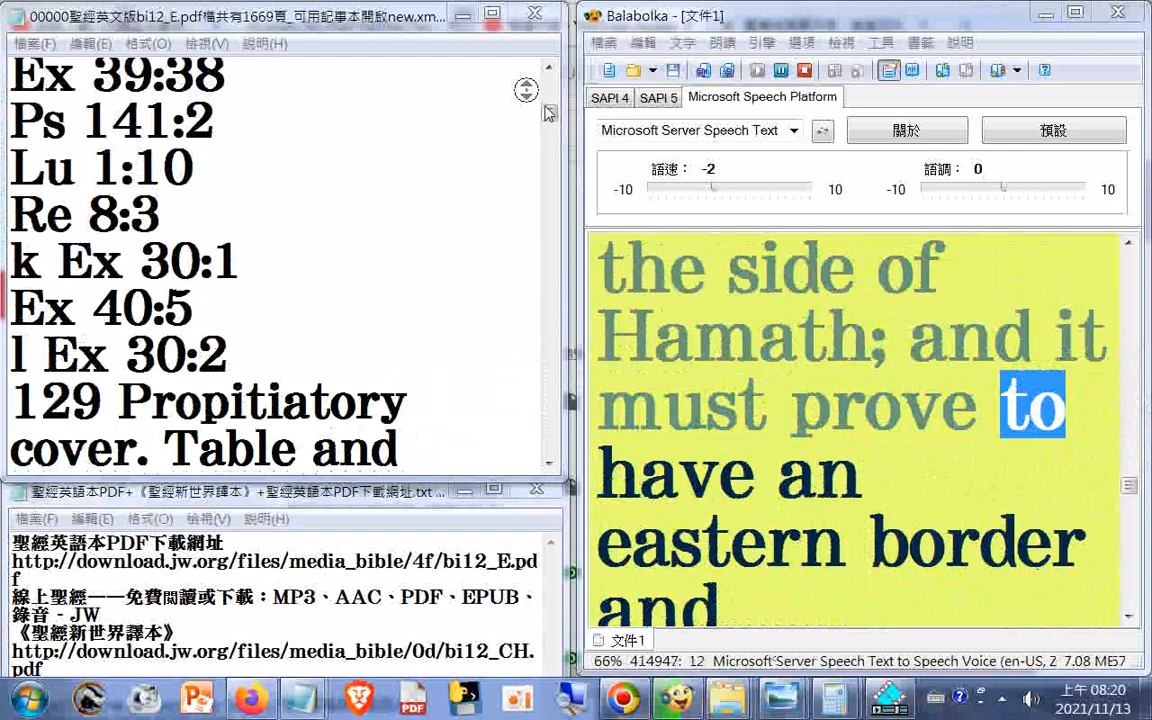 00000聖經英文版bi12_E.pdf檔共有1669頁_可用記事本開啟new.xm...
檔案(F) 編輯(E) 格式(O) 檢視(V) 說明(H)
Ex 39:38
Ps 141:2
Lu 1:10
Re 8:3
k Ex 30:1
Ex 40:5
l Ex 30:2
129 Propitiatory
cover. Table and
聖經英語本PDF+《聖經新世界譯本》+聖經英語本PDF下載網址.txt ...
檔案(F) 編輯(E) 格式(O) 檢視(V) 說明(H)
聖經英語本PDF下載網址
http://download.jw.org/files/media_bible/4f/bi12_E.pd
f
線上聖經——免費閱讀或下載：MP3、AAC、PDF、EPUB、
錄音 - JW
《聖經新世界譯本》
http://download.jw.org/files/media_bible/0d/bi12_CH.
pdf
Balabolka - [文件1]
檔案 編輯 文字 朗讀 引擎 選項 檢視 工具 書籤 說明
SAPI 4 SAPI 5 Microsoft Speech Platform
Microsoft Server Speech Text 關於 預設
語速： -2 語調： 0
-10 10 -10 10
the side of
Hamath; and it
must prove to
have an
eastern border
and
文件1
66% 414947: 12 Microsoft Server Speech Text to Speech Voice (en-US, Z 7.08 ME57
上午 08:20
2021/11/13